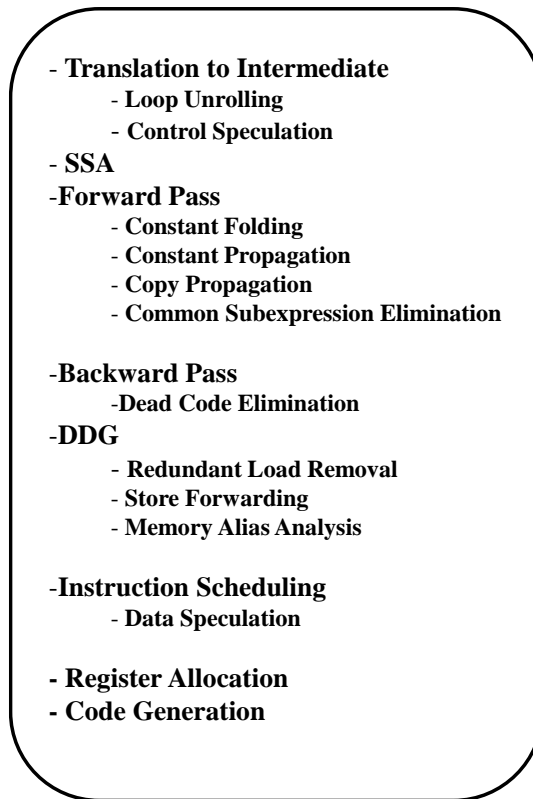 - Translation to Intermediate
- Loop Unrolling
- Control Speculation
- SSA
-Forward Pass
- Constant Folding
- Constant Propagation
- Copy Propagation
- Common Subexpression Elimination
-Backward Pass
-Dead Code Elimination
-DDG
- Redundant Load Removal
- Store Forwarding
- Memory Alias Analysis
-Instruction Scheduling
- Data Speculation
- Register Allocation
- Code Generation